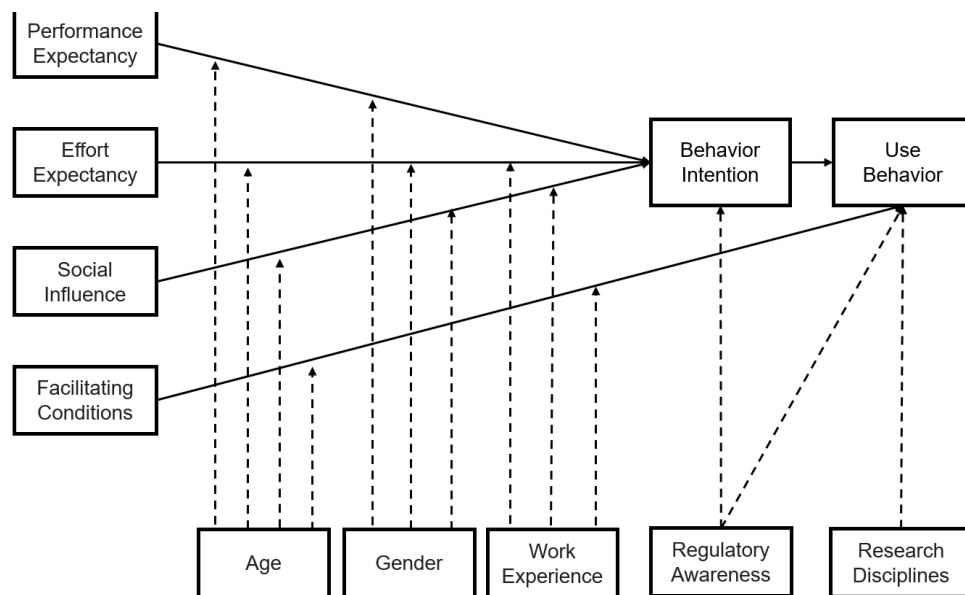 Performance
Expectancy
Effort
Expectancy
Behavior
Intention
Use
Behavior
Social
Influence
Facilitating
Conditions
Age
Gender
Work
Experience
Regulatory
Awareness
Research
Disciplines